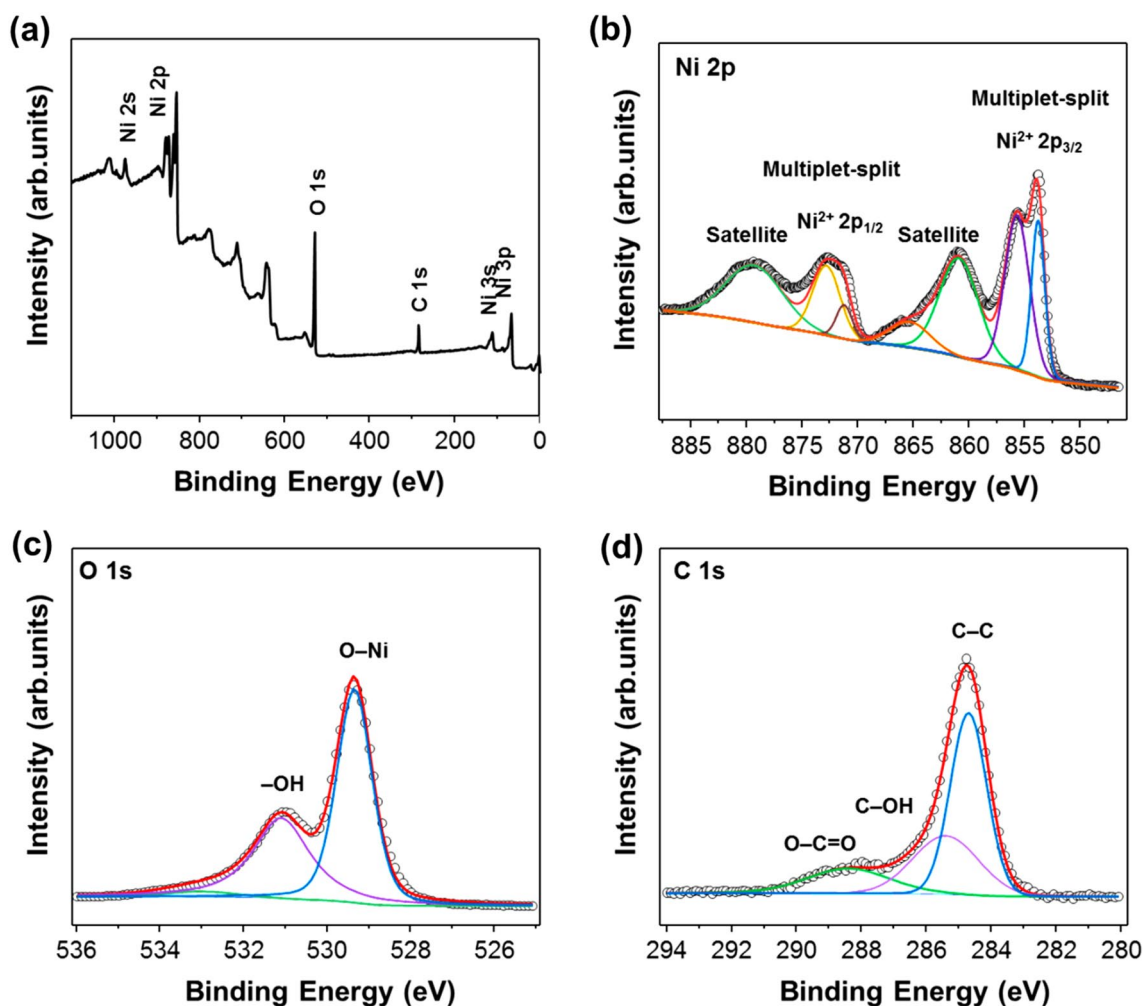 (a)
Intensity (arb.units)
Ni 2s
Ni 2p
O 1s
C 1s
Ni 3s
Ni 3p
1000 800 600 400 200 0
Binding Energy (eV)
(b)
Intensity (arb.units)
Ni 2p
Multiplet-split
Ni²⁺ 2p₃/₂
Multiplet-split
Satellite
Ni²⁺ 2p₁/₂
Satellite
885 880 875 870 865 860 855 850
Binding Energy (eV)
(c)
Intensity (arb.units)
O 1s
O–Ni
–OH
536 534 532 530 528 526
Binding Energy (eV)
(d)
Intensity (arb.units)
C 1s
C–C
C–OH
O–C=O
294 292 290 288 286 284 282 280
Binding Energy (eV)